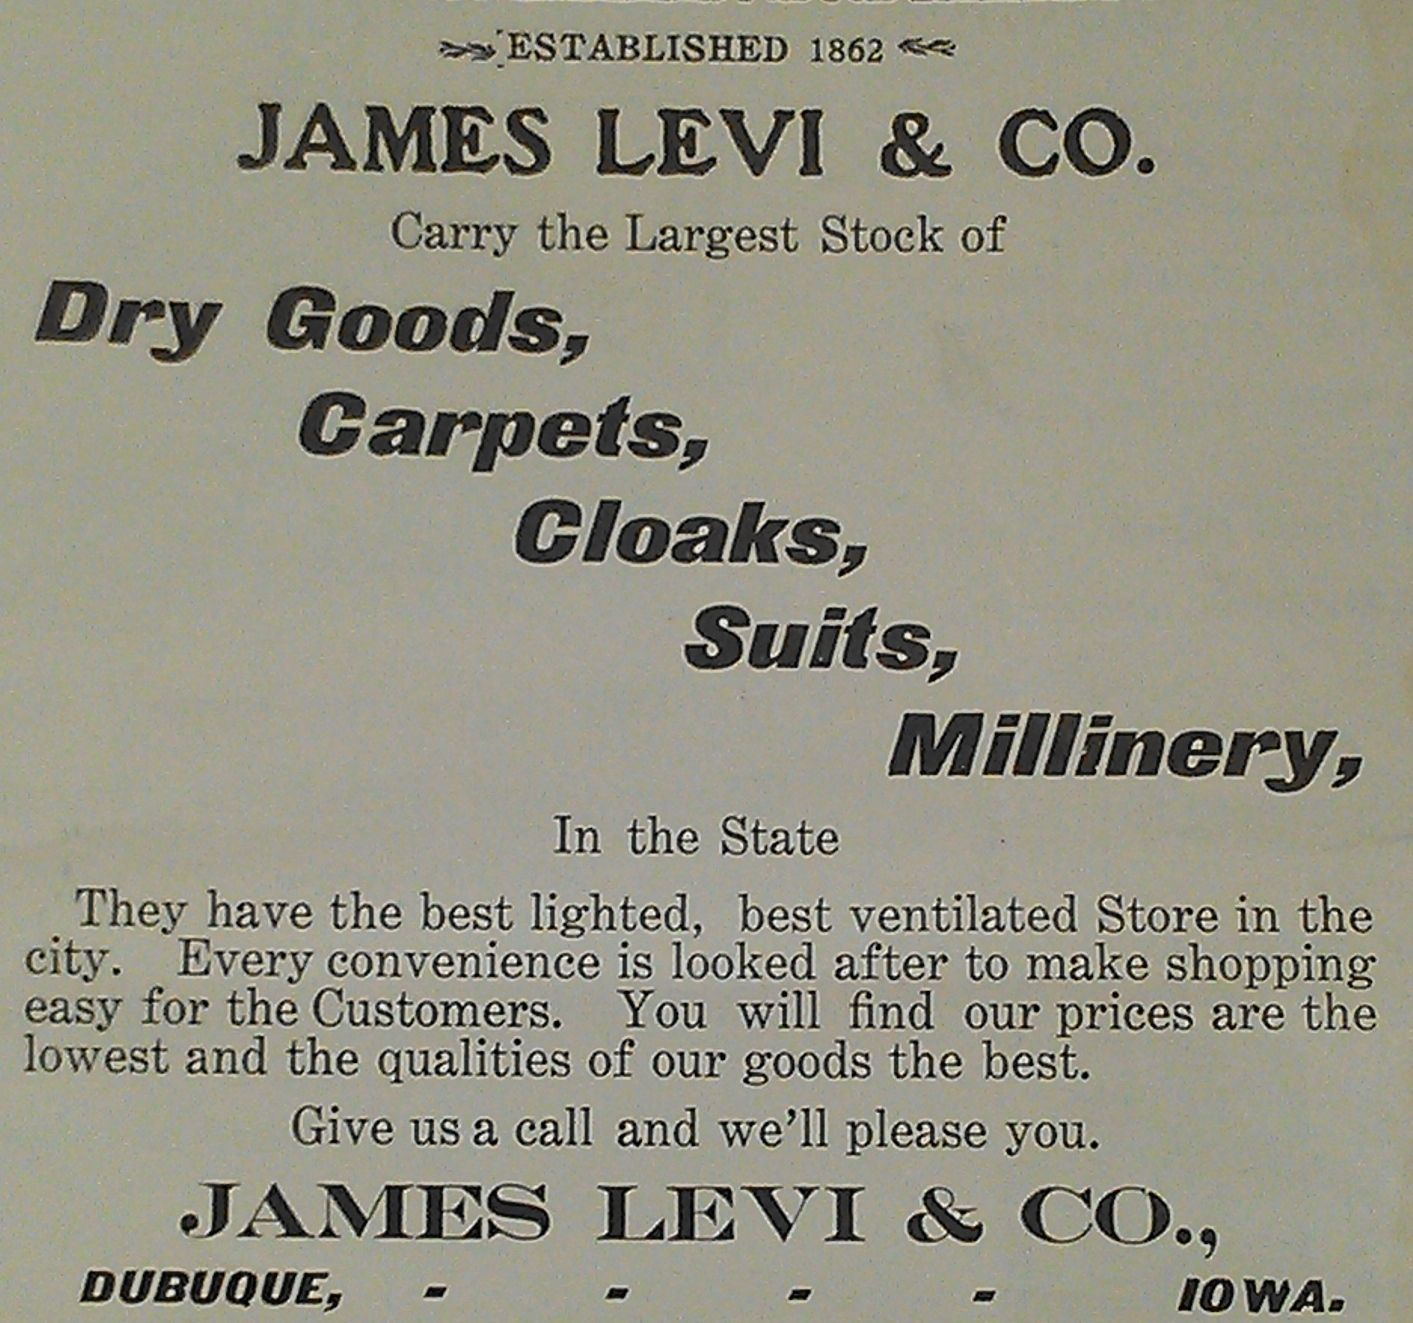 ESTABLISHED 1862
JAMES LEVI & CO.
Carry the Largest Stock of
Dry Goods,
Carpets,
Cloaks,
Suits,
Millinery,
In the State
They have the best lighted, best ventilated Store in the
city. Every convenience is looked after to make shopping
easy for the Customers. You will find our prices are the
lowest and the qualities of our goods the best.
Give us a call and we'll please you.
JAMES LEVI & CO.,
DUBUQUE, - - - - IOWA.